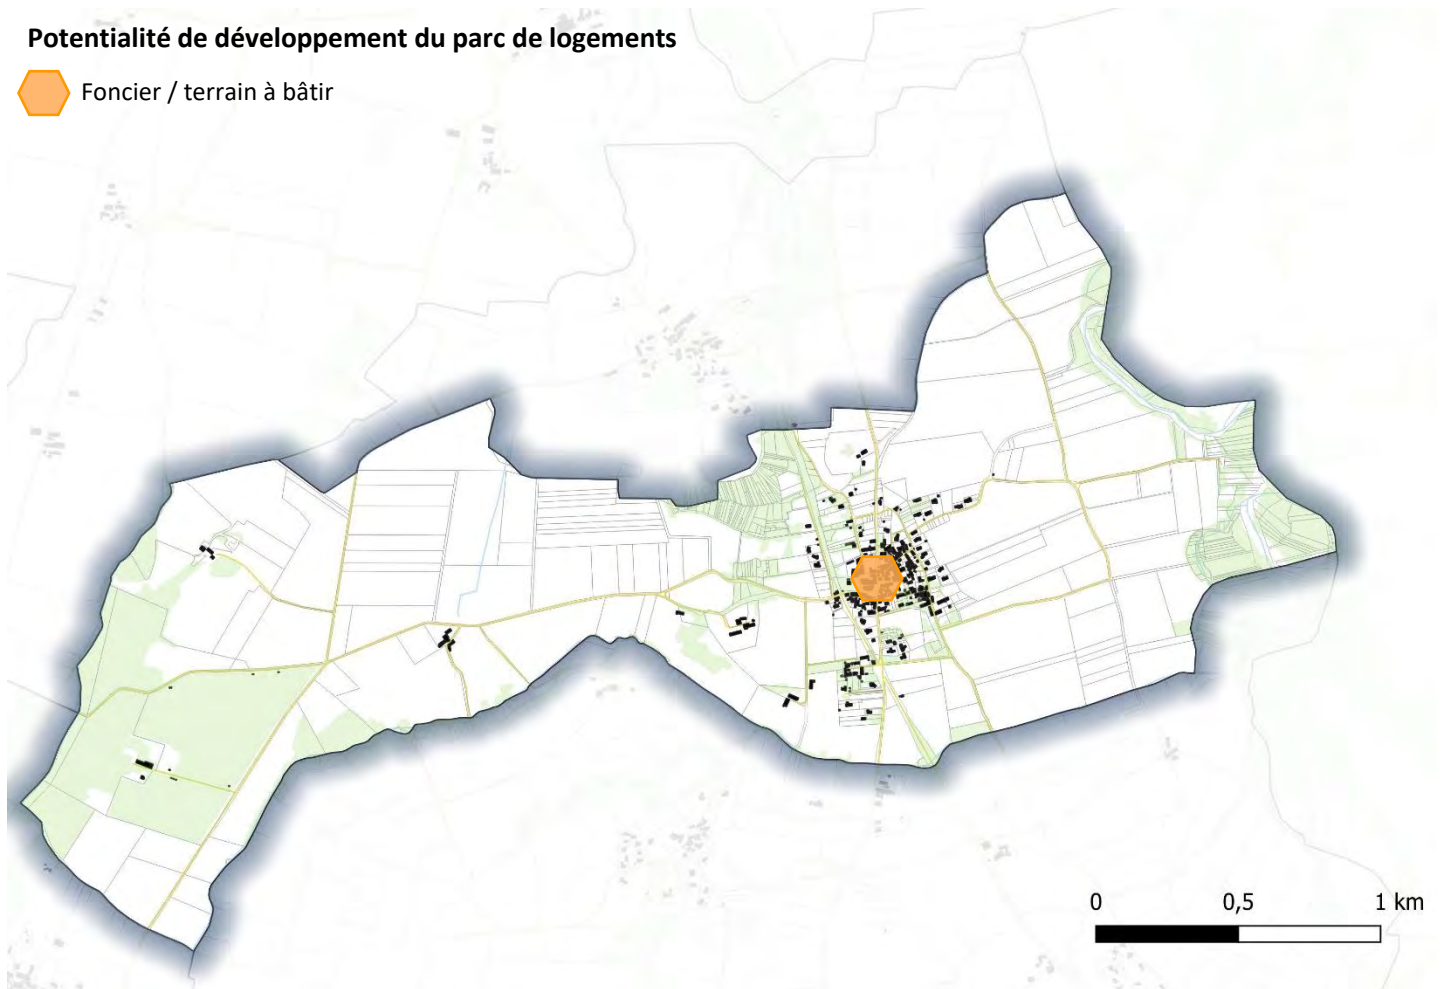 Potentialité de développement du parc de logements
Foncier / terrain à bâtir
0 0,5 1 km